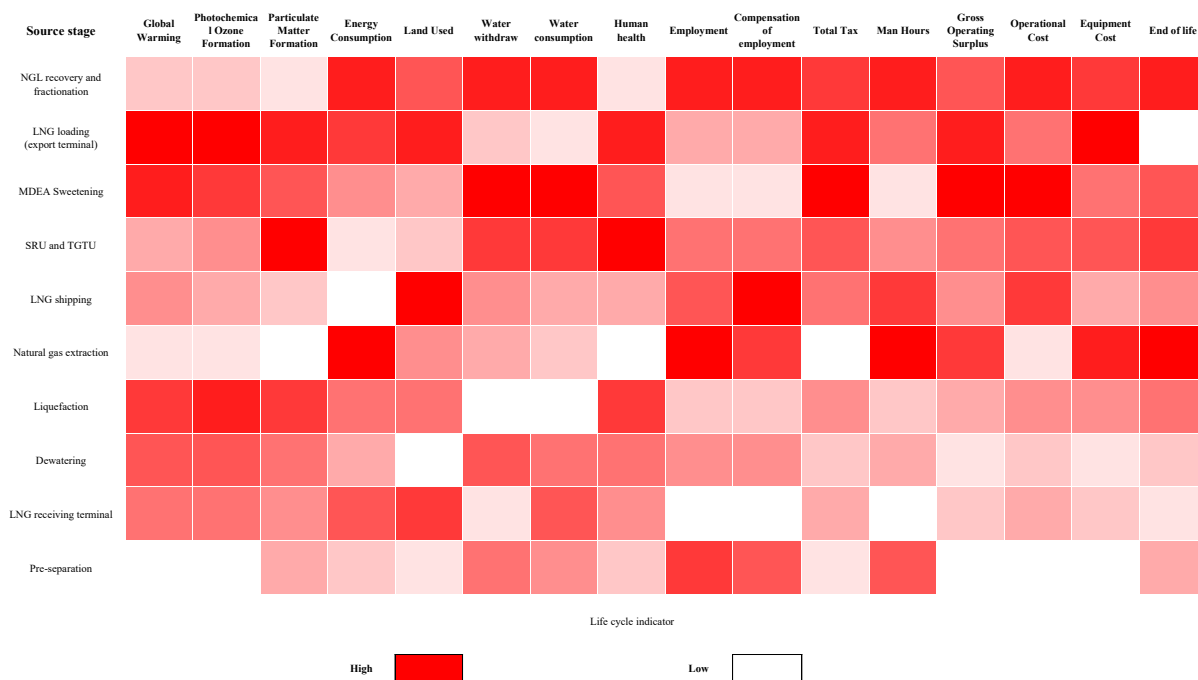 Source stage
Global
Warming
Photochemica
l Ozone
Formation
Particulate
Matter
Formation
Energy
Consumption
Land Used
Water
withdraw
Water
consumption
Human
health
Employment
Compensation
of
employment
Total Tax
Man Hours
Gross
Operating
Surplus
Operational
Cost
Equipment
Cost
End of life
NGL recovery and
fractionation
LNG loading
(export terminal)
MDEA Sweetening
SRU and TGTU
LNG shipping
Natural gas extraction
Liquefaction
Dewatering
LNG receiving terminal
Pre-separation
Life cycle indicator
High
Low